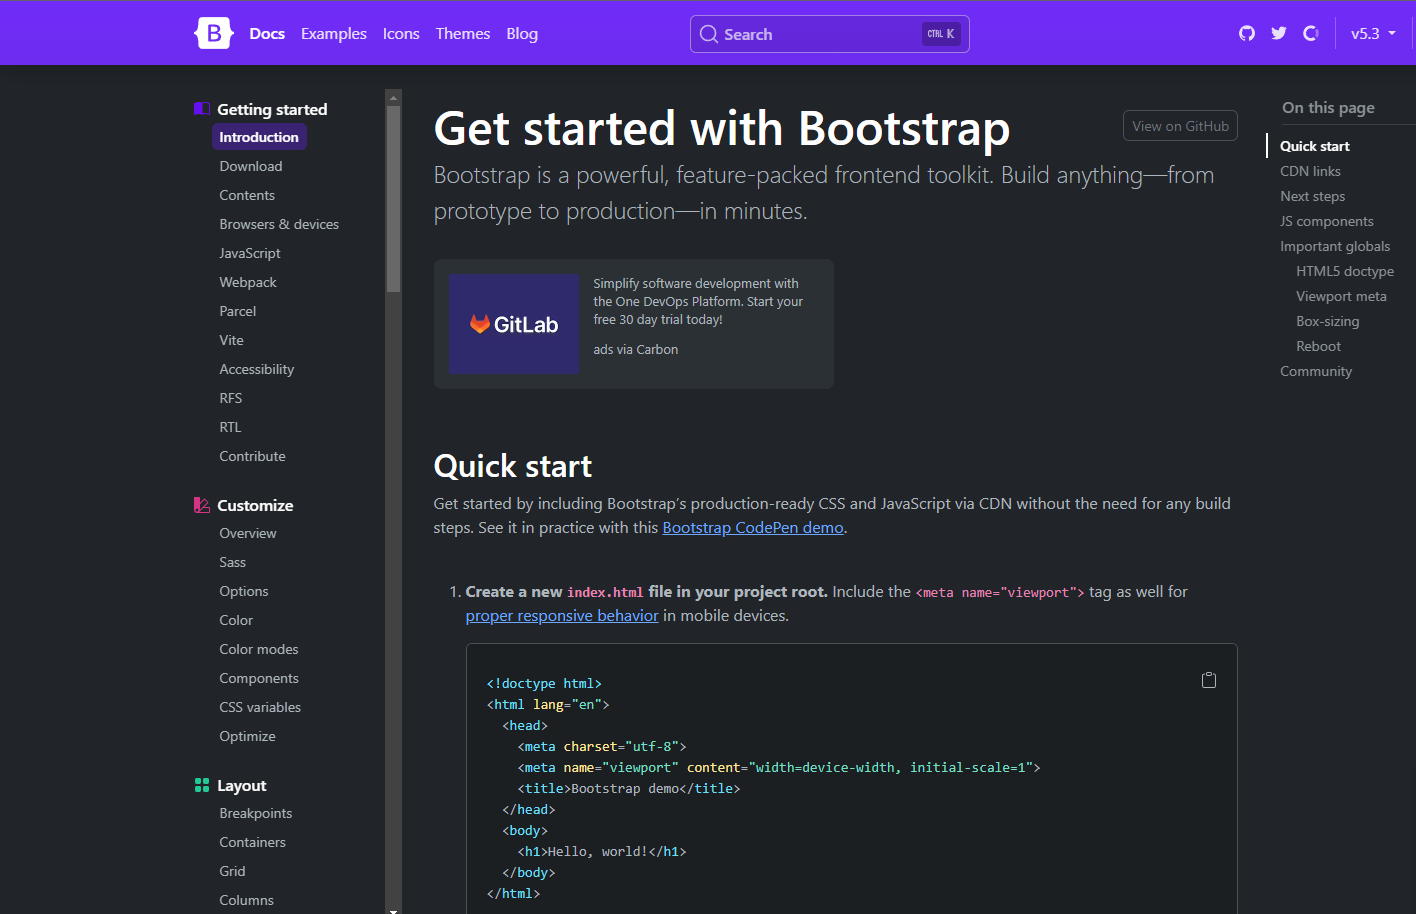 B Docs Examples Icons Themes Blog Search CTRL K v5.3
Getting started
Introduction
Download
Contents
Browsers & devices
JavaScript
Webpack
Parcel
Vite
Accessibility
RFS
RTL
Contribute
Customize
Overview
Sass
Options
Color
Color modes
Components
CSS variables
Optimize
Layout
Breakpoints
Containers
Grid
Columns
Get started with Bootstrap
View on GitHub
Bootstrap is a powerful, feature-packed frontend toolkit. Build anything—from
prototype to production—in minutes.
GitLab
Simplify software development with
the One DevOps Platform. Start your
free 30 day trial today!
ads via Carbon
Quick start
Get started by including Bootstrap’s production-ready CSS and JavaScript via CDN without the need for any build
steps. See it in practice with this Bootstrap CodePen demo.
1. Create a new index.html file in your project root. Include the <meta name="viewport"> tag as well for
proper responsive behavior in mobile devices.
<!doctype html>
<html lang="en">
  <head>
    <meta charset="utf-8">
    <meta name="viewport" content="width=device-width, initial-scale=1">
    <title>Bootstrap demo</title>
  </head>
  <body>
    <h1>Hello, world!</h1>
  </body>
</html>
On this page
Quick start
CDN links
Next steps
JS components
Important globals
HTML5 doctype
Viewport meta
Box-sizing
Reboot
Community